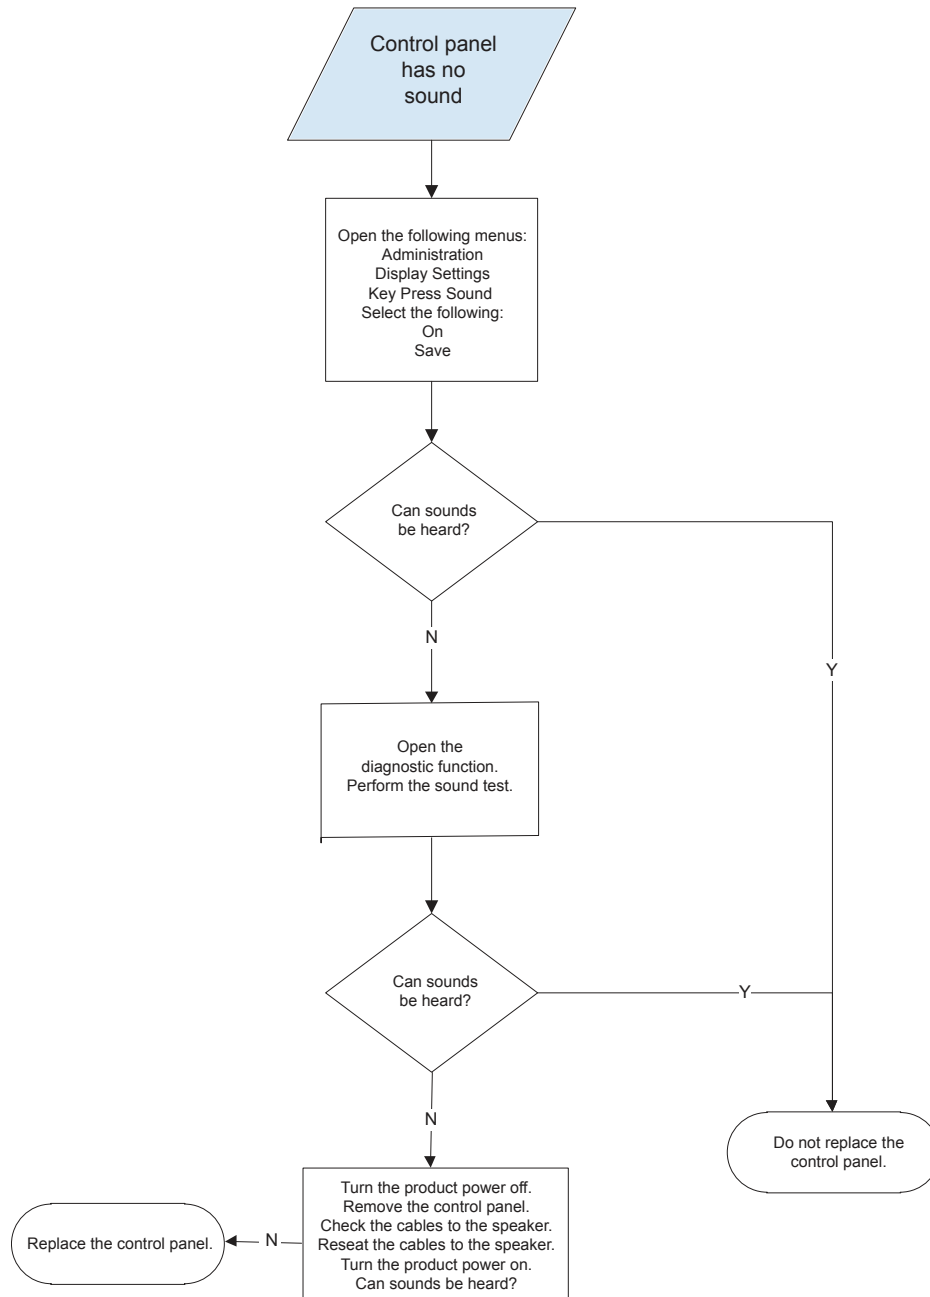 Control panel
has no
sound
Open the following menus:
Administration
Display Settings
Key Press Sound
Select the following:
On
Save
Can sounds
be heard?
N
Y
Open the
diagnostic function.
Perform the sound test.
Can sounds
be heard?
Y
N
Do not replace the
control panel.
Turn the product power off.
Remove the control panel.
Check the cables to the speaker.
Reseat the cables to the speaker.
Turn the product power on.
Can sounds be heard?
N
Replace the control panel.